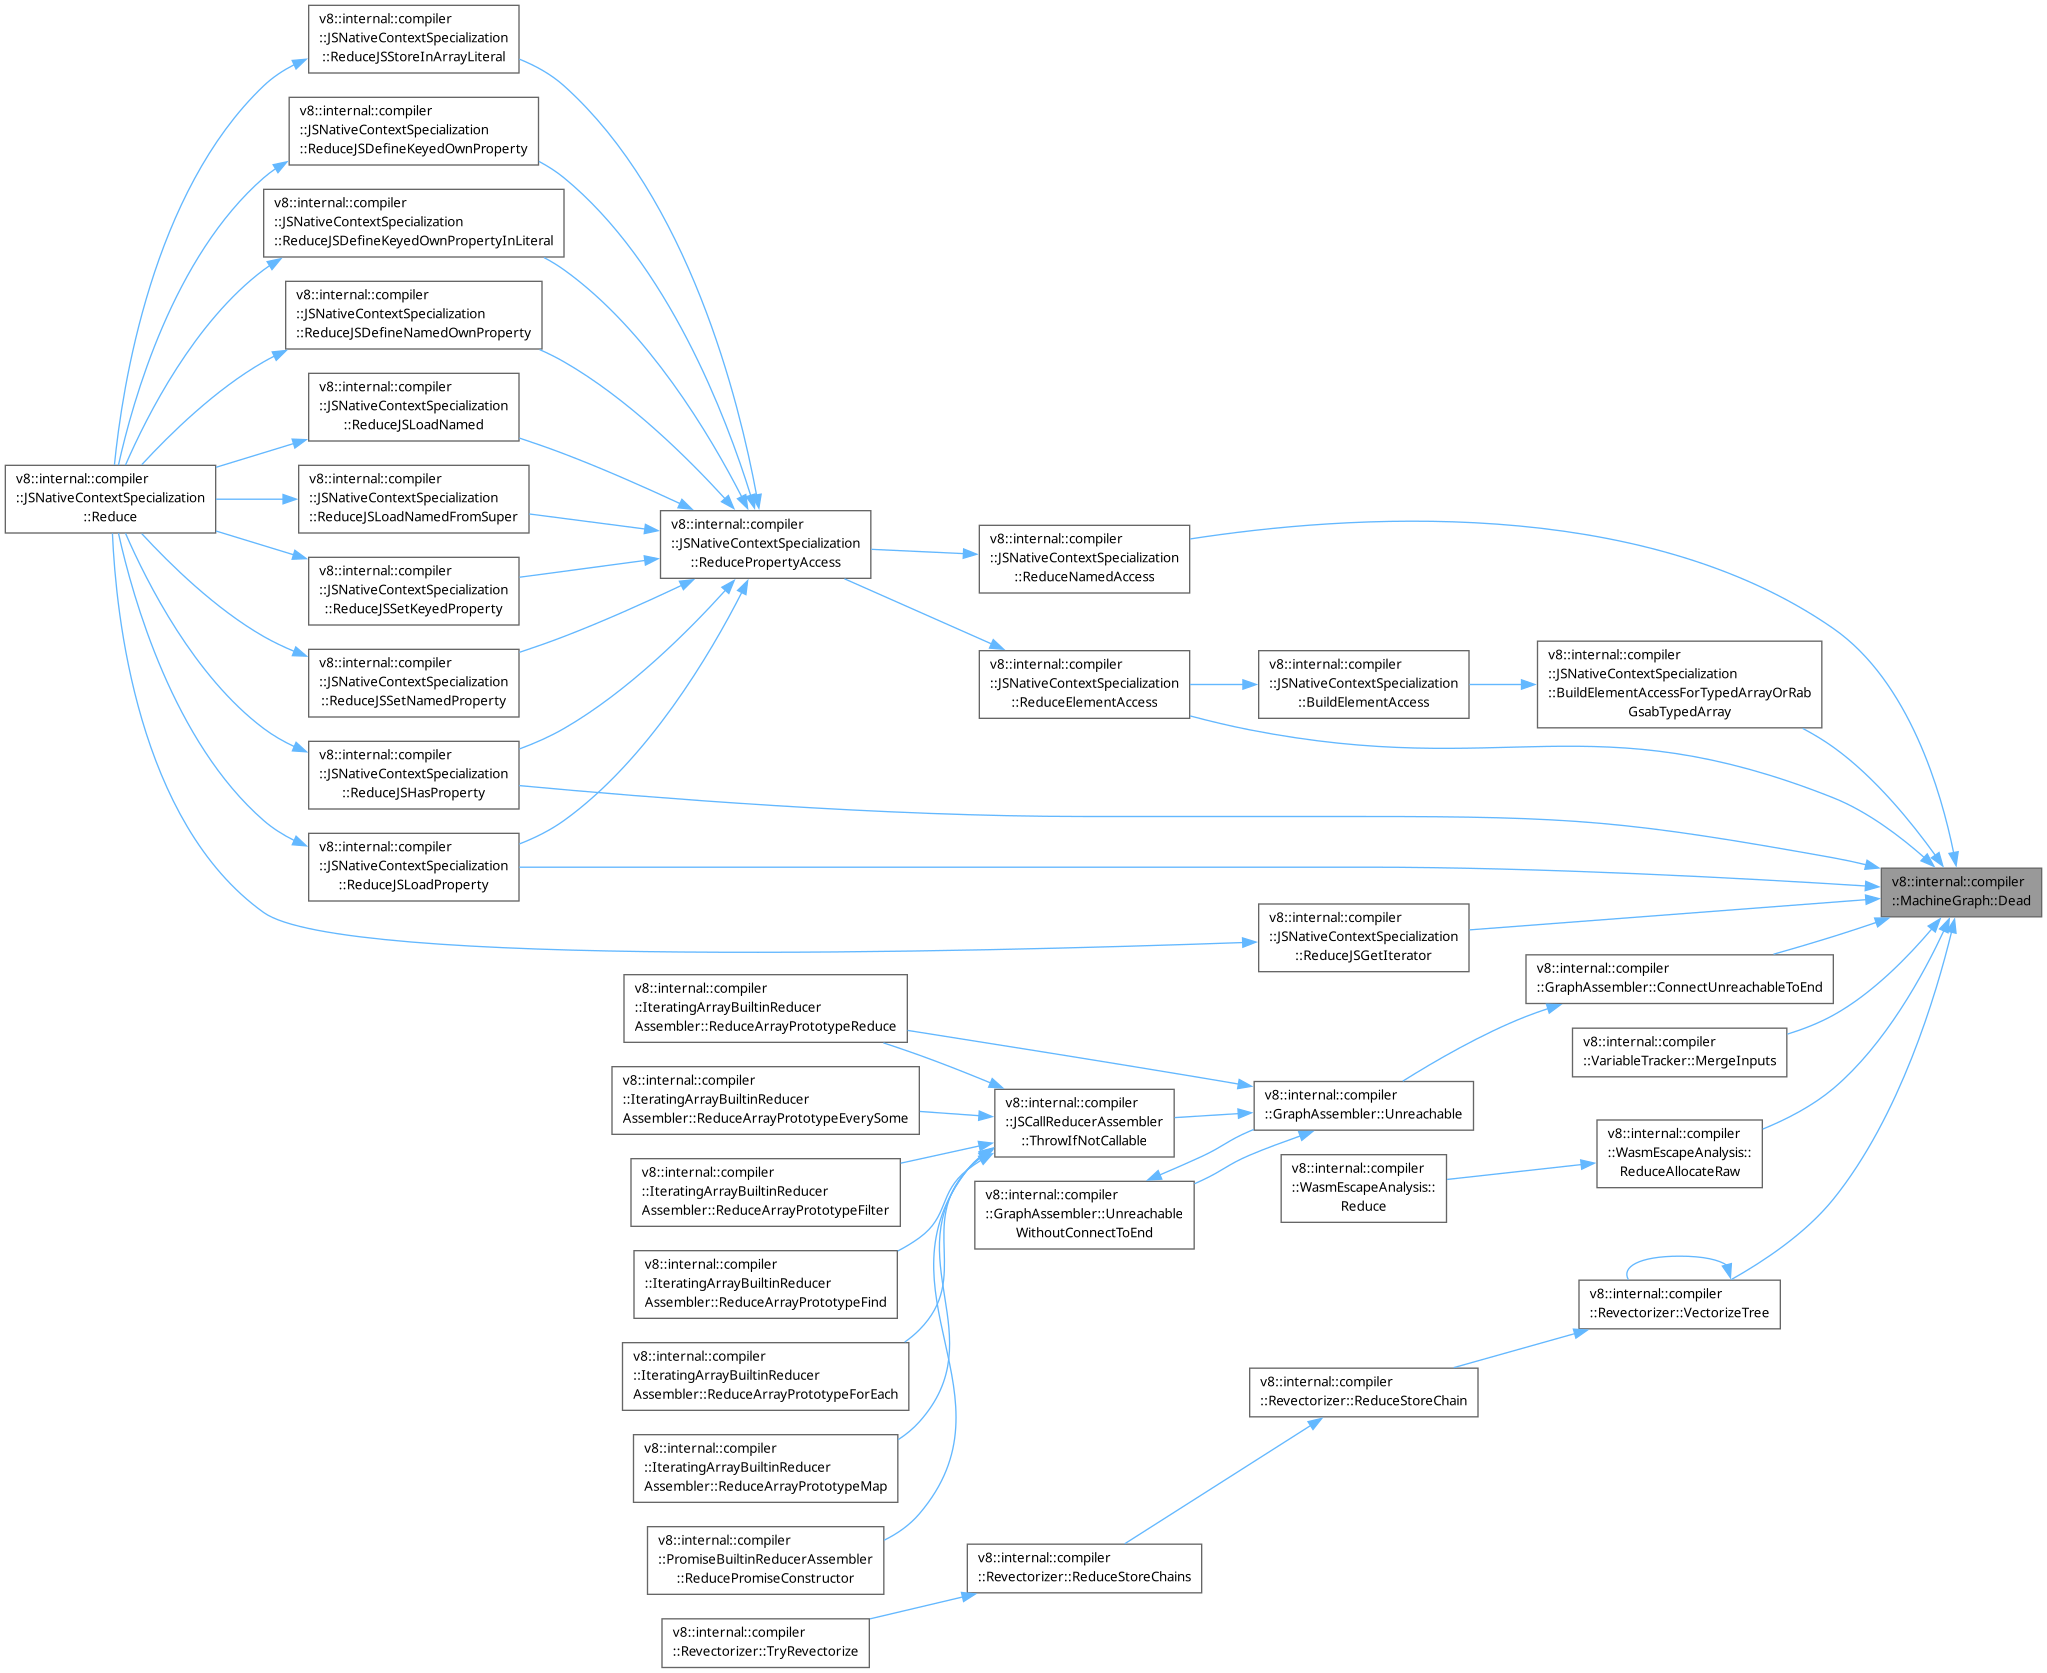 v8::internal::compiler
::JSNativeContextSpecialization
::ReduceJSStoreInArrayLiteral
v8::internal::compiler
::JSNativeContextSpecialization
::ReduceJSDefineKeyedOwnProperty
v8::internal::compiler
::JSNativeContextSpecialization
::ReduceJSDefineKeyedOwnPropertyInLiteral
v8::internal::compiler
::JSNativeContextSpecialization
::ReduceJSDefineNamedOwnProperty
v8::internal::compiler
::JSNativeContextSpecialization
::ReduceJSLoadNamed
v8::internal::compiler
::JSNativeContextSpecialization
::Reduce
v8::internal::compiler
::JSNativeContextSpecialization
::ReduceJSLoadNamedFromSuper
v8::internal::compiler
::JSNativeContextSpecialization
::ReducePropertyAccess
v8::internal::compiler
::JSNativeContextSpecialization
::ReduceNamedAccess
v8::internal::compiler
::JSNativeContextSpecialization
::ReduceJSSetKeyedProperty
v8::internal::compiler
::JSNativeContextSpecialization
::ReduceJSSetNamedProperty
v8::internal::compiler
::JSNativeContextSpecialization
::ReduceElementAccess
v8::internal::compiler
::JSNativeContextSpecialization
::BuildElementAccess
v8::internal::compiler
::JSNativeContextSpecialization
::BuildElementAccessForTypedArrayOrRab
GsabTypedArray
v8::internal::compiler
::JSNativeContextSpecialization
::ReduceJSHasProperty
v8::internal::compiler
::JSNativeContextSpecialization
::ReduceJSLoadProperty
v8::internal::compiler
::MachineGraph::Dead
v8::internal::compiler
::JSNativeContextSpecialization
::ReduceJSGetIterator
v8::internal::compiler
::GraphAssembler::ConnectUnreachableToEnd
v8::internal::compiler
::IteratingArrayBuiltinReducer
Assembler::ReduceArrayPrototypeReduce
v8::internal::compiler
::VariableTracker::MergeInputs
v8::internal::compiler
::IteratingArrayBuiltinReducer
Assembler::ReduceArrayPrototypeEverySome
v8::internal::compiler
::JSCallReducerAssembler
::ThrowIfNotCallable
v8::internal::compiler
::GraphAssembler::Unreachable
v8::internal::compiler
::WasmEscapeAnalysis::
ReduceAllocateRaw
v8::internal::compiler
::IteratingArrayBuiltinReducer
Assembler::ReduceArrayPrototypeFilter
v8::internal::compiler
::GraphAssembler::Unreachable
WithoutConnectToEnd
v8::internal::compiler
::WasmEscapeAnalysis::
Reduce
v8::internal::compiler
::IteratingArrayBuiltinReducer
Assembler::ReduceArrayPrototypeFind
v8::internal::compiler
::Revectorizer::VectorizeTree
v8::internal::compiler
::IteratingArrayBuiltinReducer
Assembler::ReduceArrayPrototypeForEach
v8::internal::compiler
::Revectorizer::ReduceStoreChain
v8::internal::compiler
::IteratingArrayBuiltinReducer
Assembler::ReduceArrayPrototypeMap
v8::internal::compiler
::PromiseBuiltinReducerAssembler
::ReducePromiseConstructor
v8::internal::compiler
::Revectorizer::ReduceStoreChains
v8::internal::compiler
::Revectorizer::TryRevectorize